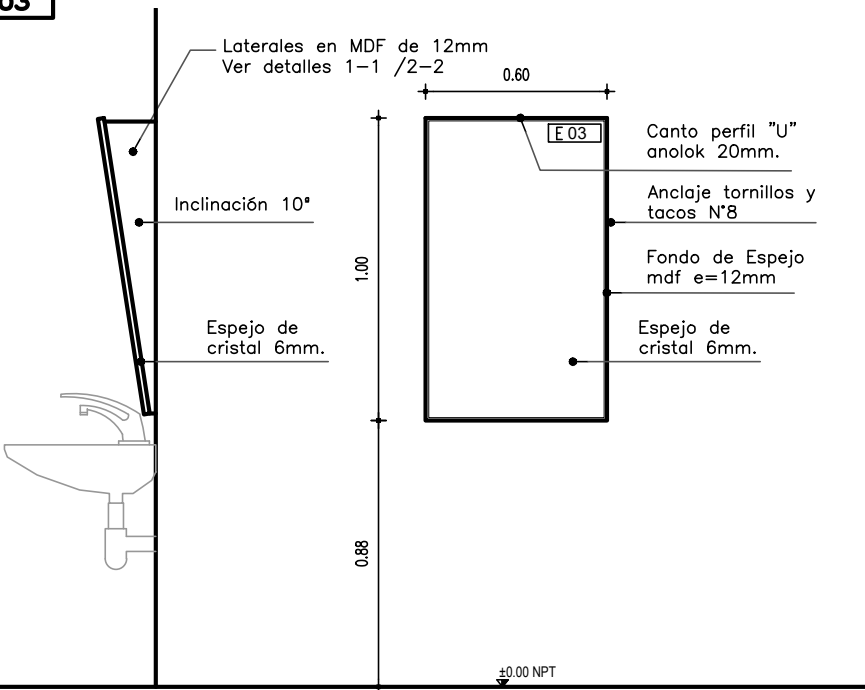 03
Laterales en MDF de 12mm
Ver detalles 1-1 /2-2
0.60
E 03
Canto perfil "U"
anolok 20mm.
Inclinación 10ª
Anclaje tornillos y
tacos N°8
1.00
Fondo de Espejo
mdf e=12mm
Espejo de
cristal 6mm.
Espejo de
cristal 6mm.
0.88
±0.00 NPT